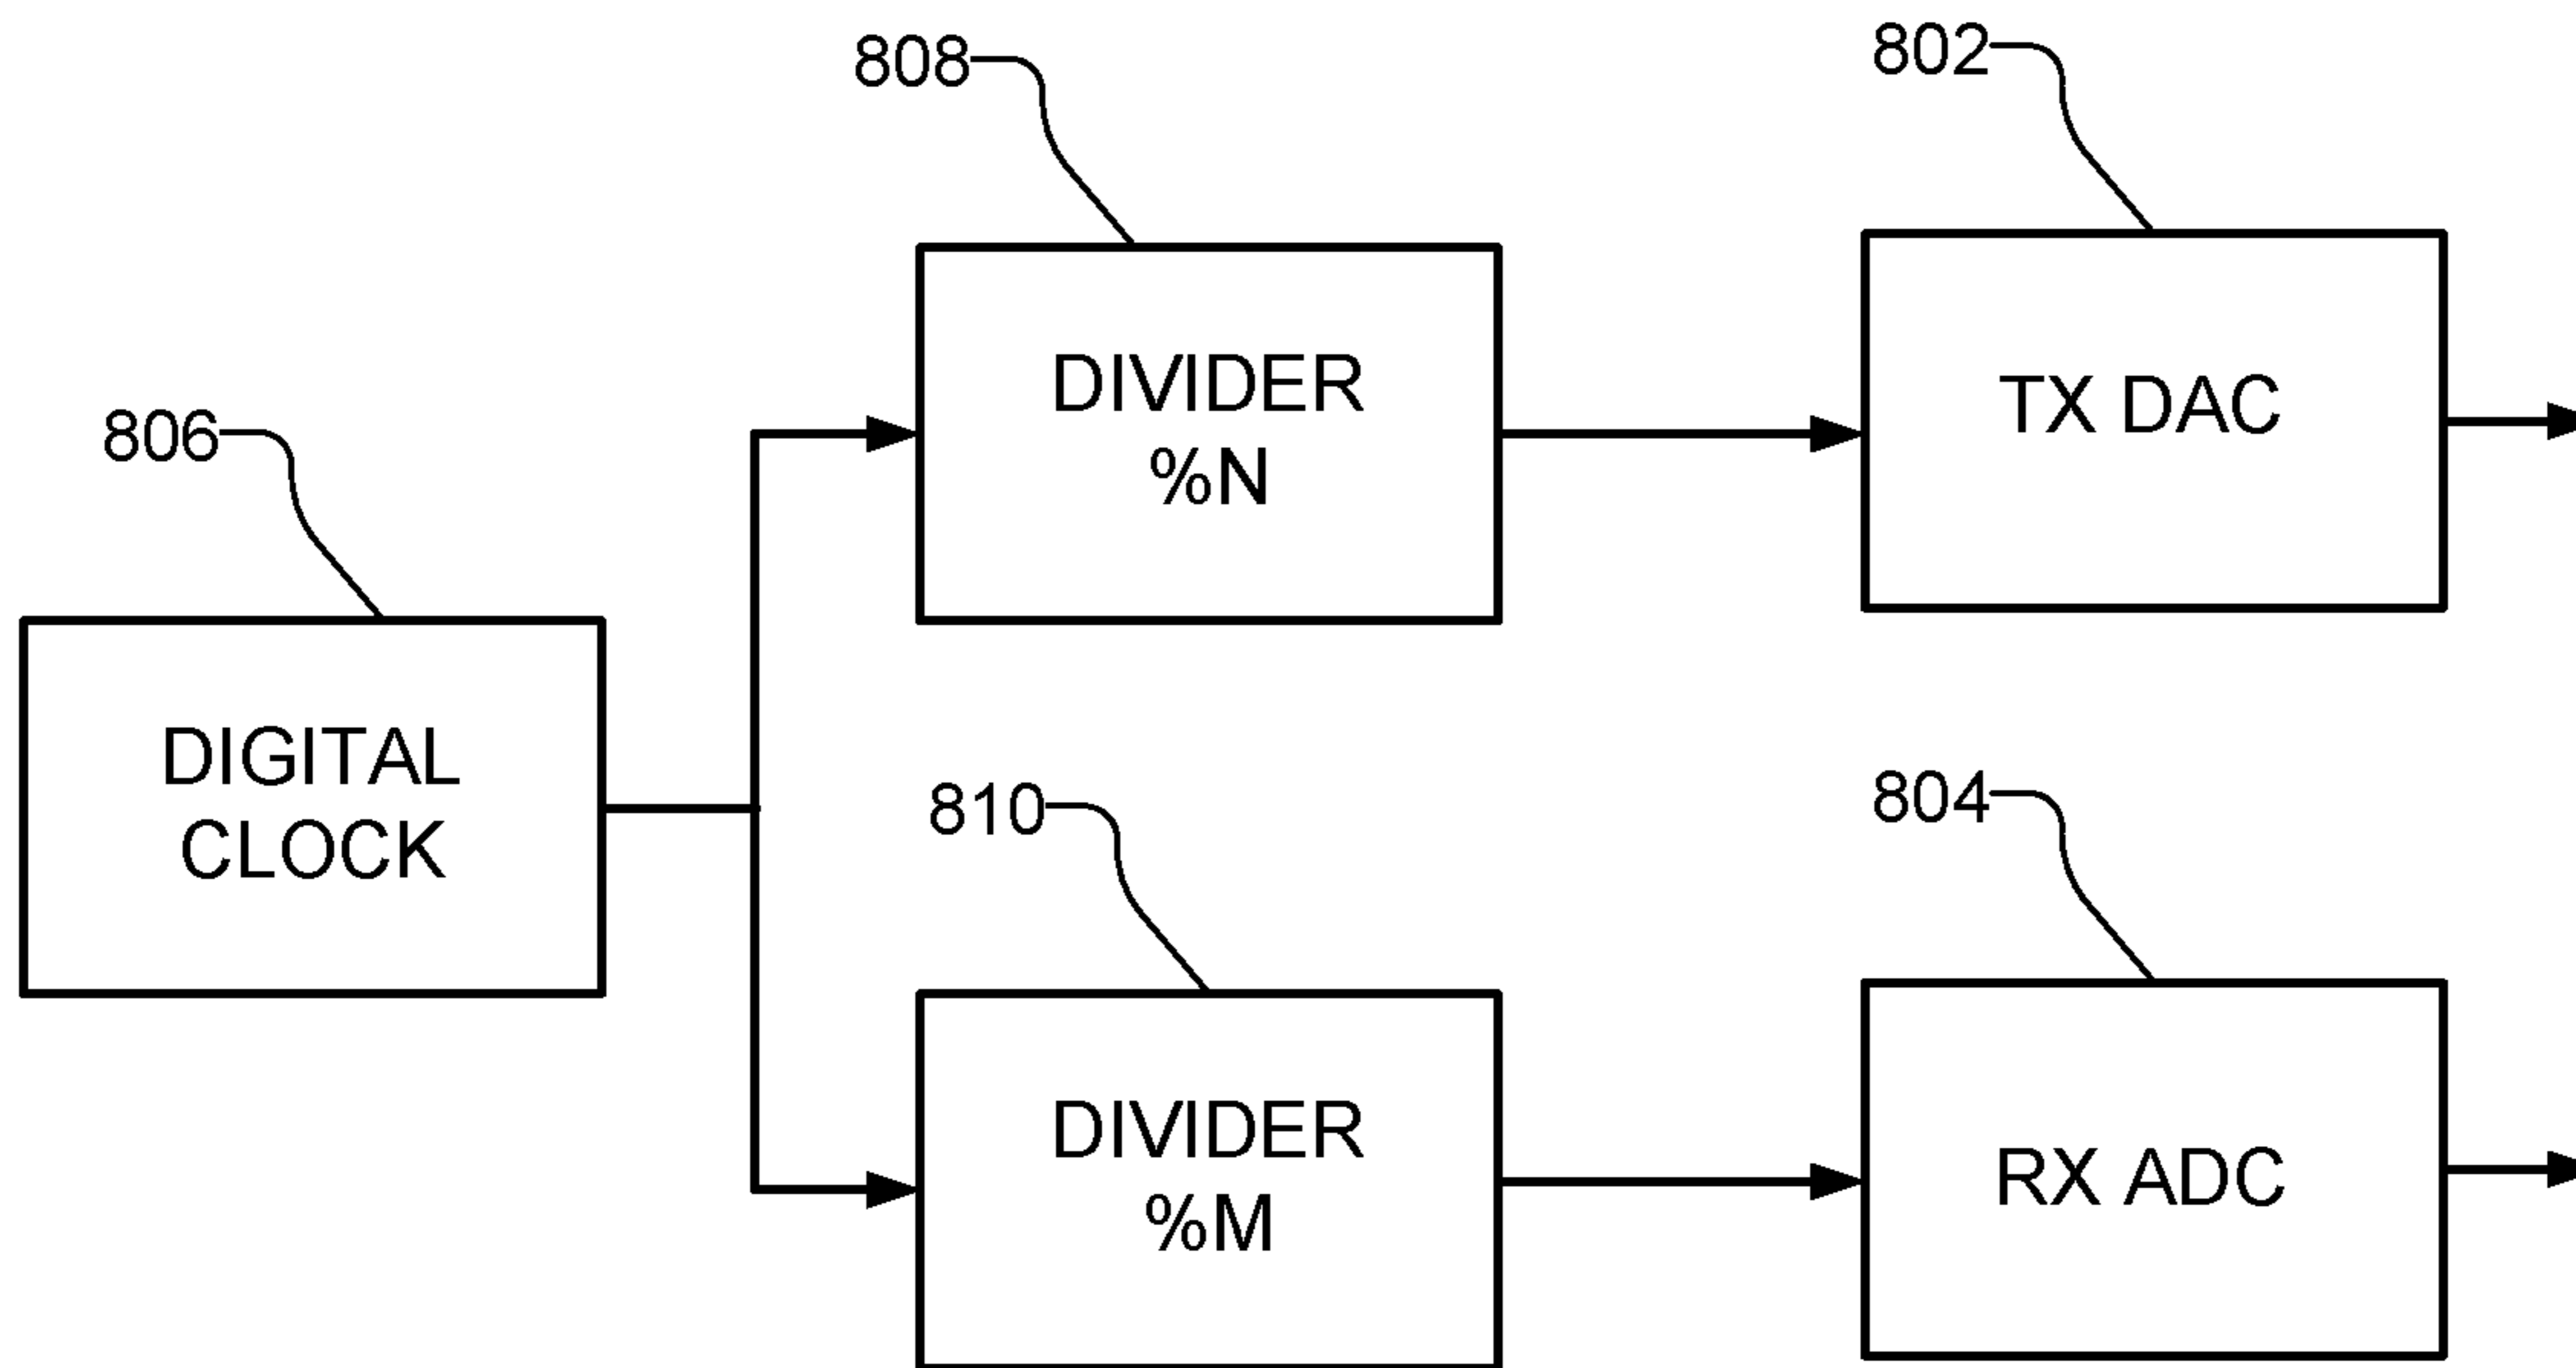 808
802
DIVIDER
%N
TX DAC
806
DIGITAL
CLOCK
810
804
DIVIDER
%M
RX ADC